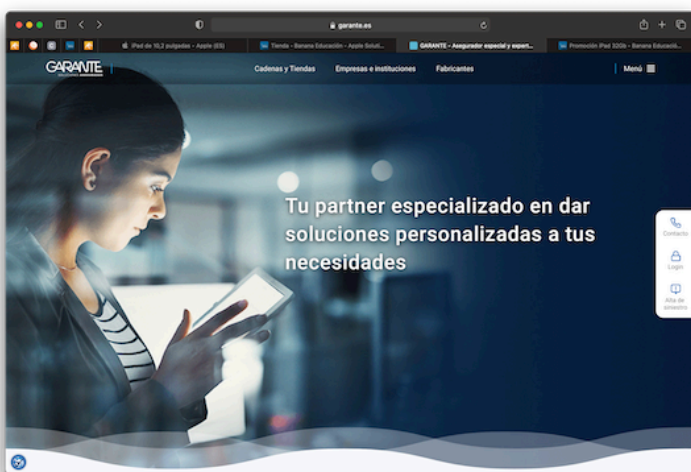 garante.es
iPad de 10,2 pulgadas - Apple (ES)
Tienda - Banana Educación - Apple Soluti...
GARANTE - Asegurador especial y expert...
Promoción iPad 32Gb - Banana Educació...
GARANTE
Cadenas y Tiendas
Empresas e instituciones
Fabricantes
Menú
Tu partner especializado en dar
soluciones personalizadas a tus
necesidades
Contacto
Login
Alta de
siniestro